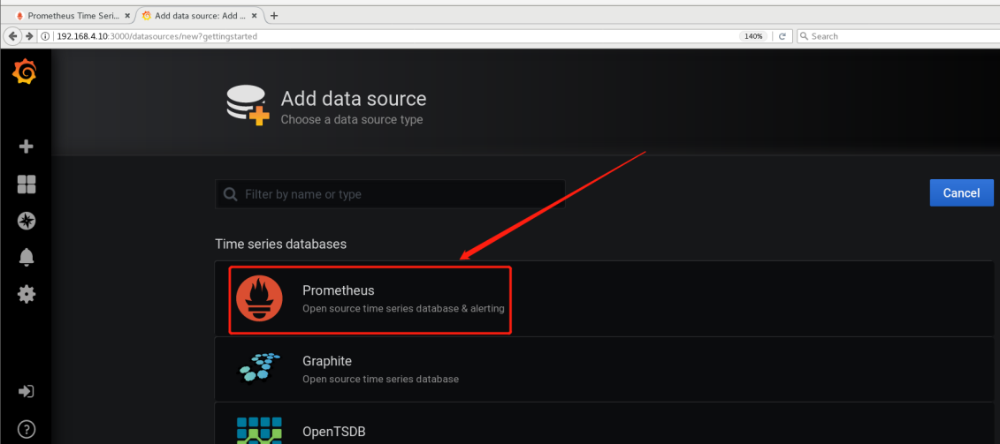 Prometheus Time Seri...
Add data source: Add ...
192.168.4.10:3000/datasources/new?gettingstarted
140%
Search
Add data source
Choose a data source type
Filter by name or type
Cancel
Time series databases
Prometheus
Open source time series database & alerting
Graphite
Open source time series database
OpenTSDB